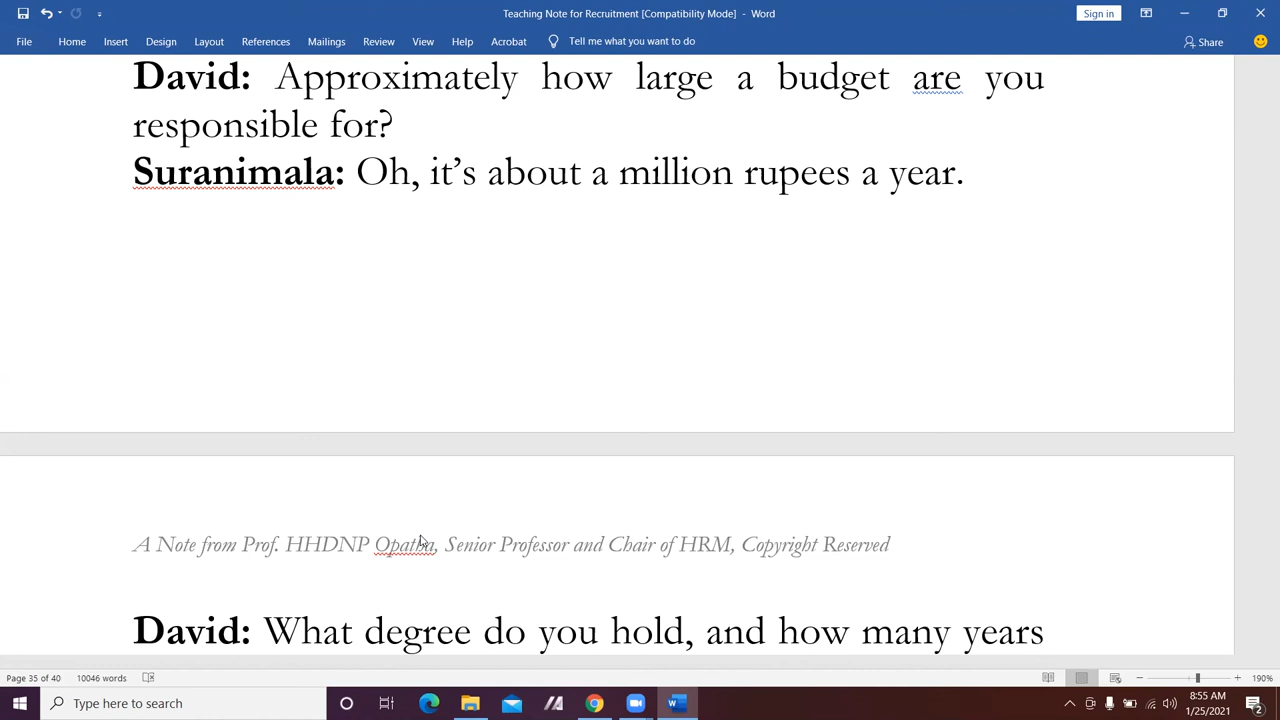 Teaching Note for Recruitment [Compatibility Mode] - Word
Sign in
File Home Insert Design Layout References Mailings Review View Help Acrobat Tell me what you want to do Share
David: Approximately how large a budget are you
responsible for?
Suranimala: Oh, it’s about a million rupees a year.
A Note from Prof. HHDNP Opatha, Senior Professor and Chair of HRM, Copyright Reserved
David: What degree do you hold, and how many years
Page 35 of 40 10046 words 190%
Type here to search
8:55 AM
1/25/2021
2